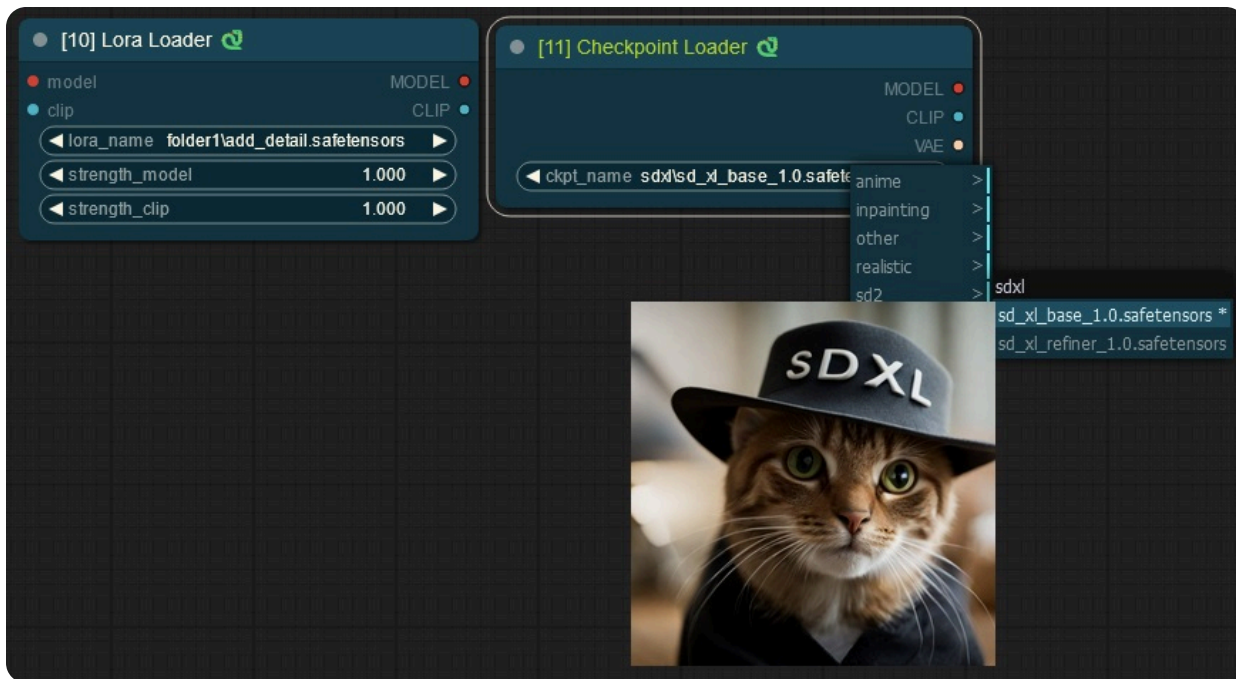 [10] Lora Loader
model MODEL
clip CLIP
lora_name folder1\add_detail.safetensors
strength_model 1.000
strength_clip 1.000
[11] Checkpoint Loader
MODEL
CLIP
VAE
ckpt_name sdxl\sd_xl_base_1.0.safete
anime >
inpainting >
other >
realistic >
sd2 >
sdxl
sd_xl_base_1.0.safetensors *
sd_xl_refiner_1.0.safetensors
SDXL